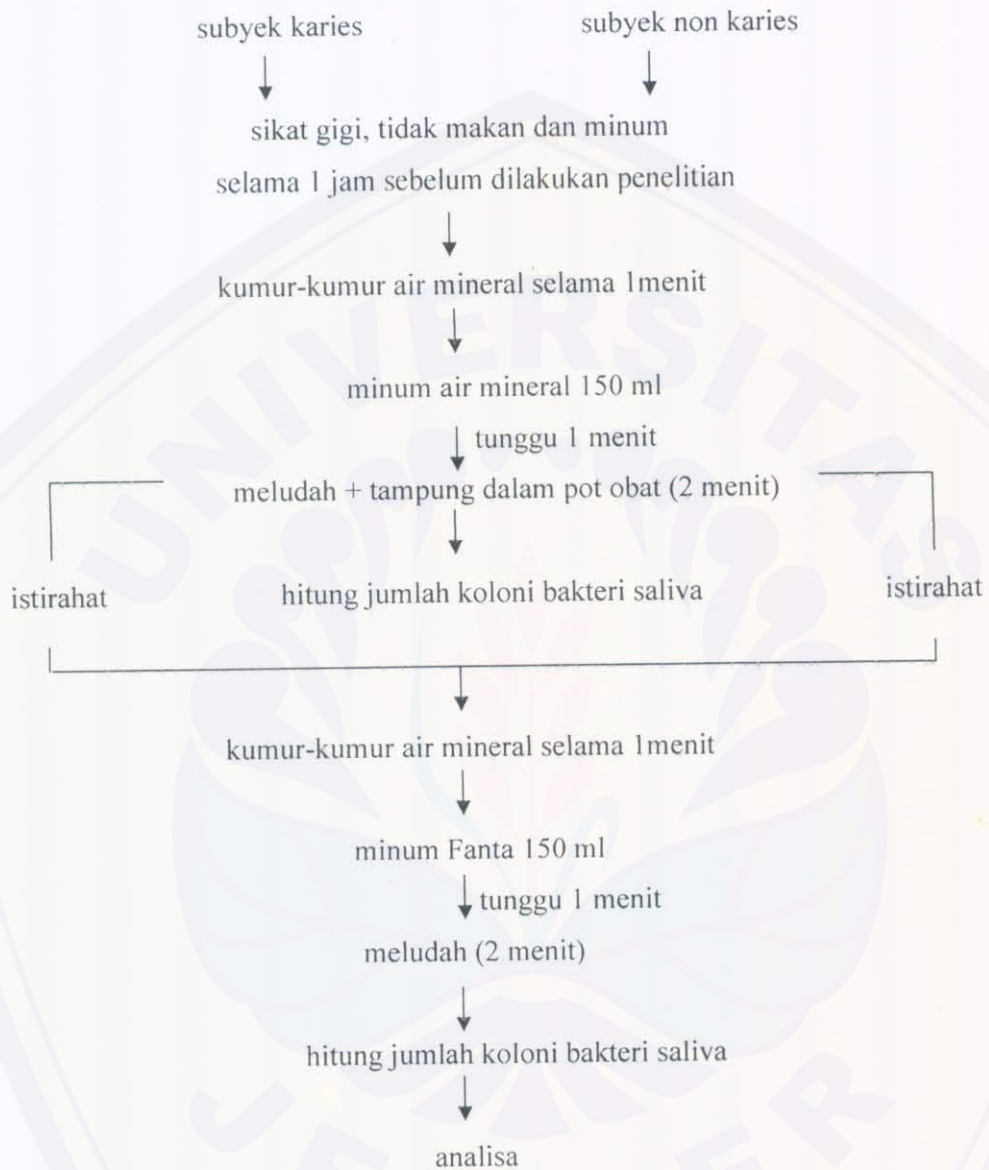 subyek karies subyek non karies
sikat gigi, tidak makan dan minum
selama 1 jam sebelum dilakukan penelitian
kumur-kumur air mineral selama 1menit
minum air mineral 150 ml
tunggu 1 menit
meludah + tampung dalam pot obat (2 menit)
istirahat hitung jumlah koloni bakteri saliva istirahat
kumur-kumur air mineral selama 1menit
minum Fanta 150 ml
tunggu 1 menit
meludah (2 menit)
hitung jumlah koloni bakteri saliva
analisa
UNIVERSITAS
JEMBER